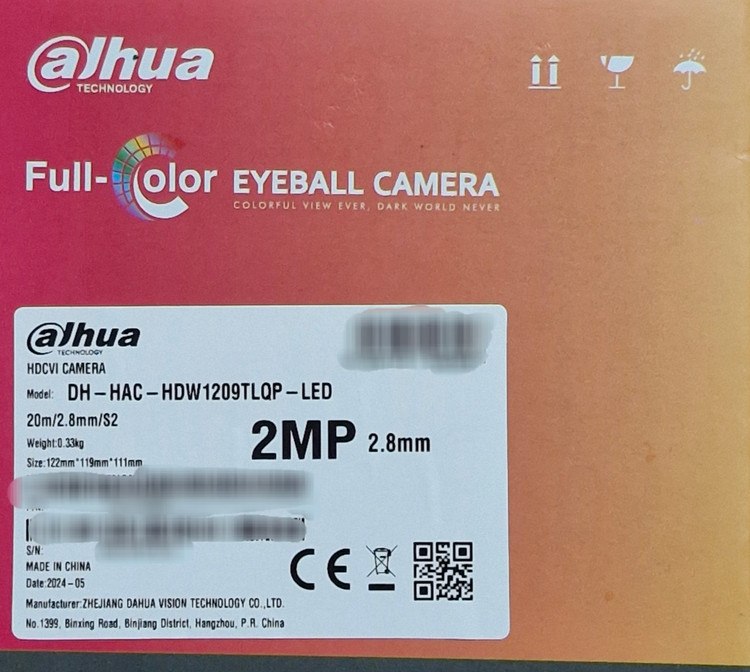 alhua
TECHNOLOGY
Full-Color EYEBALL CAMERA
COLORFUL VIEW EVER, DARK WORLD NEVER
alhua
TECHNOLOGY
HDCVI CAMERA
Model: DH-HAC-HDW1209TLQP-LED
20m/2.8mm/S2
2MP 2.8mm
Weight:0.33kg
Size:122mm*119mm*111mm
S/N:
MADE IN CHINA
Date:2024-05
CE
Manufacturer:ZHEJIANG DAHUA VISION TECHNOLOGY CO.,LTD.
No.1399, Binxing Road, Binjiang District, Hangzhou, P.R. China